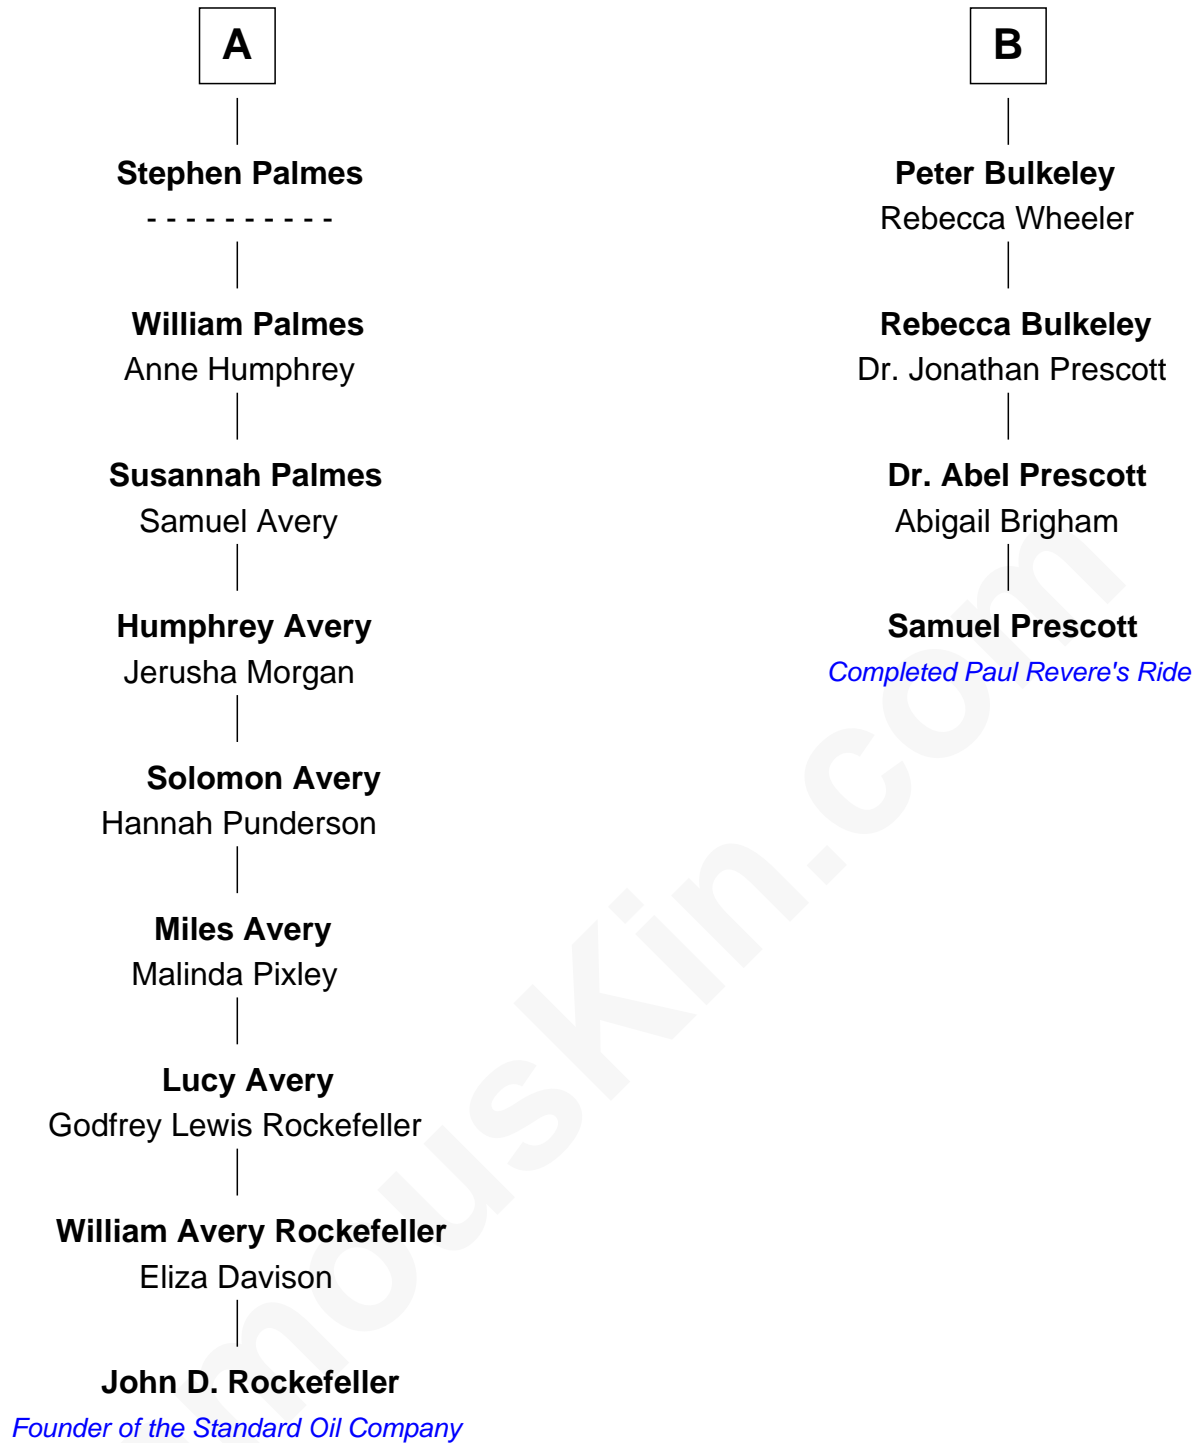 A
Stephen Palmes
- - - - - - - - - -
William Palmes
Anne Humphrey
Susannah Palmes
Samuel Avery
Humphrey Avery
Jerusha Morgan
Solomon Avery
Hannah Punderson
Miles Avery
Malinda Pixley
Lucy Avery
Godfrey Lewis Rockefeller
William Avery Rockefeller
Eliza Davison
John D. Rockefeller
Founder of the Standard Oil Company
B
Peter Bulkeley
Rebecca Wheeler
Rebecca Bulkeley
Dr. Jonathan Prescott
Dr. Abel Prescott
Abigail Brigham
Samuel Prescott
Completed Paul Revere's Ride
mousKin.com